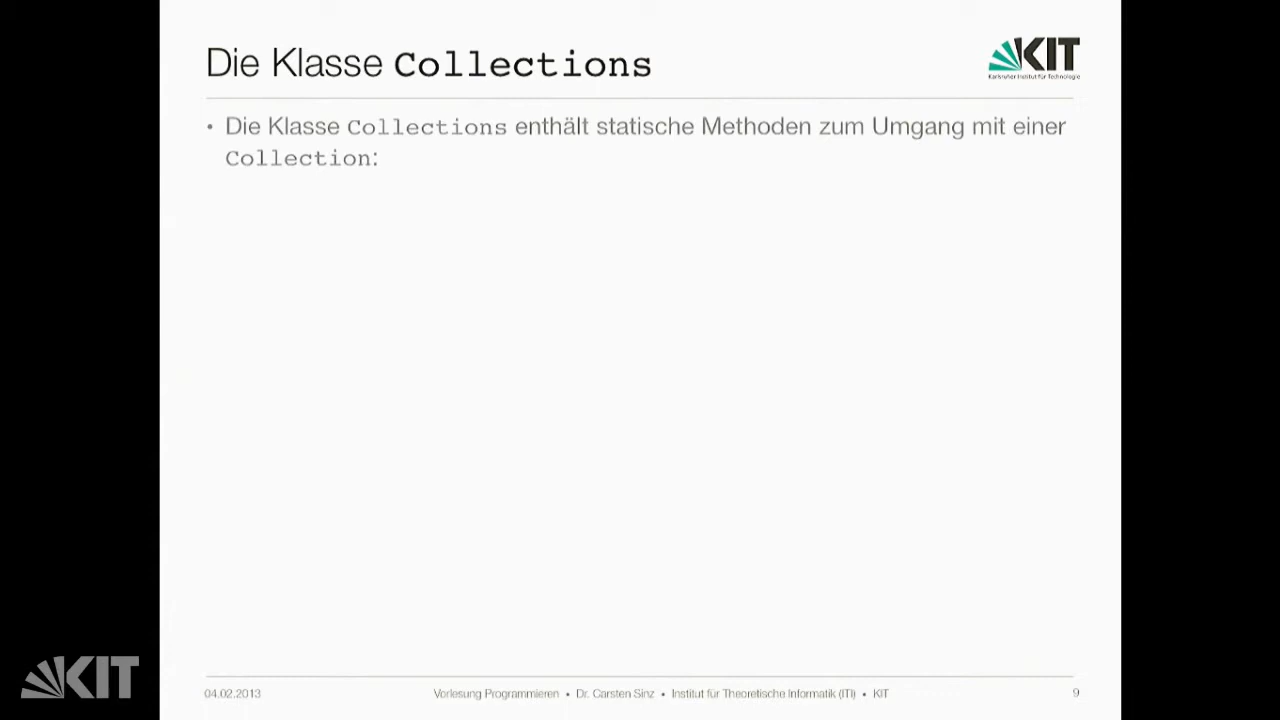 Die Klasse Collections
KIT
Karlsruher Institut für Technologie
• Die Klasse Collections enthält statische Methoden zum Umgang mit einer
Collection:
KIT
04.02.2013
Vorlesung Programmieren • Dr. Carsten Sinz • Institut für Theoretische Informatik (ITI) • KIT
9